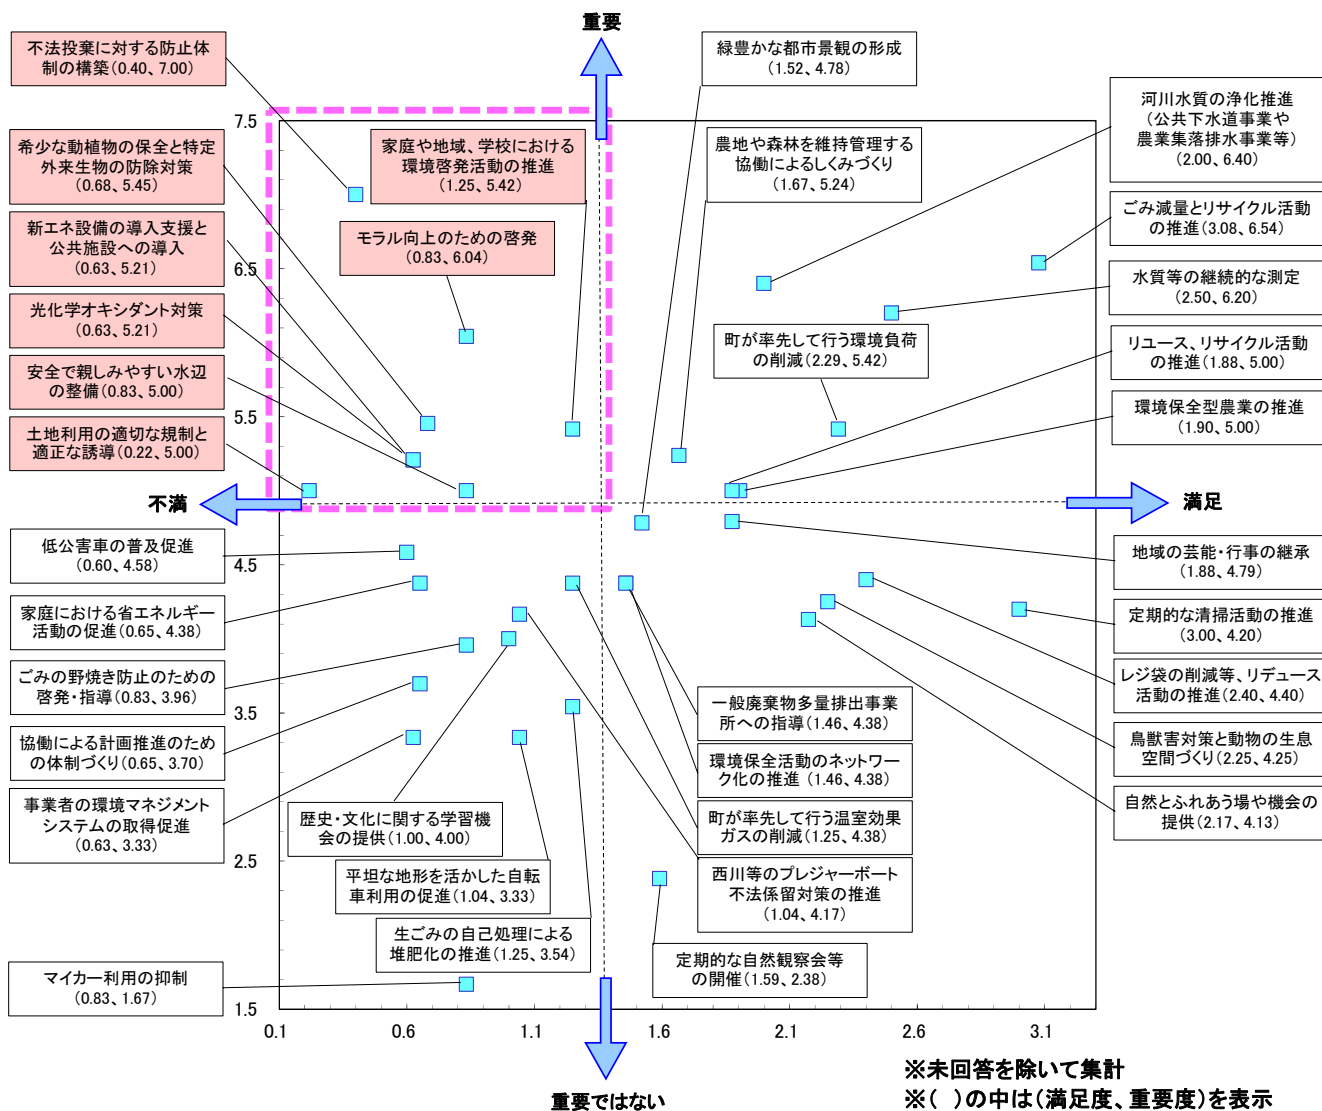 重要
不法投棄に対する防止体
制の構築(0.40、7.00)
緑豊かな都市景観の形成
(1.52、4.78)
河川水質の浄化推進
(公共下水道事業や
農業集落排水事業等)
(2.00、6.40)
7.5
希少な動植物の保全と特定
外来生物の防除対策
(0.68、5.45)
家庭や地域、学校における
環境啓発活動の推進
(1.25、5.42)
農地や森林を維持管理する
協働によるしくみづくり
(1.67、5.24)
ごみ減量とリサイクル活動
の推進(3.08、6.54)
新エネ設備の導入支援と
公共施設への導入
(0.63、5.21)
モラル向上のための啓発
(0.83、6.04)
6.5
水質等の継続的な測定
(2.50、6.20)
光化学オキシダント対策
(0.63、5.21)
町が率先して行う環境負荷
の削減(2.29、5.42)
リユース、リサイクル活動
の推進(1.88、5.00)
安全で親しみやすい水辺
の整備(0.83、5.00)
環境保全型農業の推進
(1.90、5.00)
5.5
土地利用の適切な規制と
適正な誘導(0.22、5.00)
不満
満足
低公害車の普及促進
(0.60、4.58)
4.5
地域の芸能・行事の継承
(1.88、4.79)
家庭における省エネルギー
活動の促進(0.65、4.38)
定期的な清掃活動の推進
(3.00、4.20)
ごみの野焼き防止のための
啓発・指導(0.83、3.96)
レジ袋の削減等、リデュース
活動の推進(2.40、4.40)
3.5
一般廃棄物多量排出事業
所への指導(1.46、4.38)
協働による計画推進のため
の体制づくり(0.65、3.70)
鳥獣害対策と動物の生息
空間づくり(2.25、4.25)
環境保全活動のネットワー
ク化の推進(1.46、4.38)
事業者の環境マネジメント
システムの取得促進
(0.63、3.33)
自然とふれあう場や機会の
提供(2.17、4.13)
歴史・文化に関する学習機
会の提供(1.00、4.00)
町が率先して行う温室効果
ガスの削減(1.25、4.38)
2.5
平坦な地形を活かした自転
車利用の促進(1.04、3.33)
西川等のプレジャーボート
不法係留対策の推進
(1.04、4.17)
生ごみの自己処理による
堆肥化の推進(1.25、3.54)
定期的な自然観察会等
の開催(1.59、2.38)
マイカー利用の抑制
(0.83、1.67)
1.5
0.1 0.6 1.1 1.6 2.1 2.6 3.1
重要ではない
※未回答を除いて集計
※( )の中は(満足度、重要度)を表示